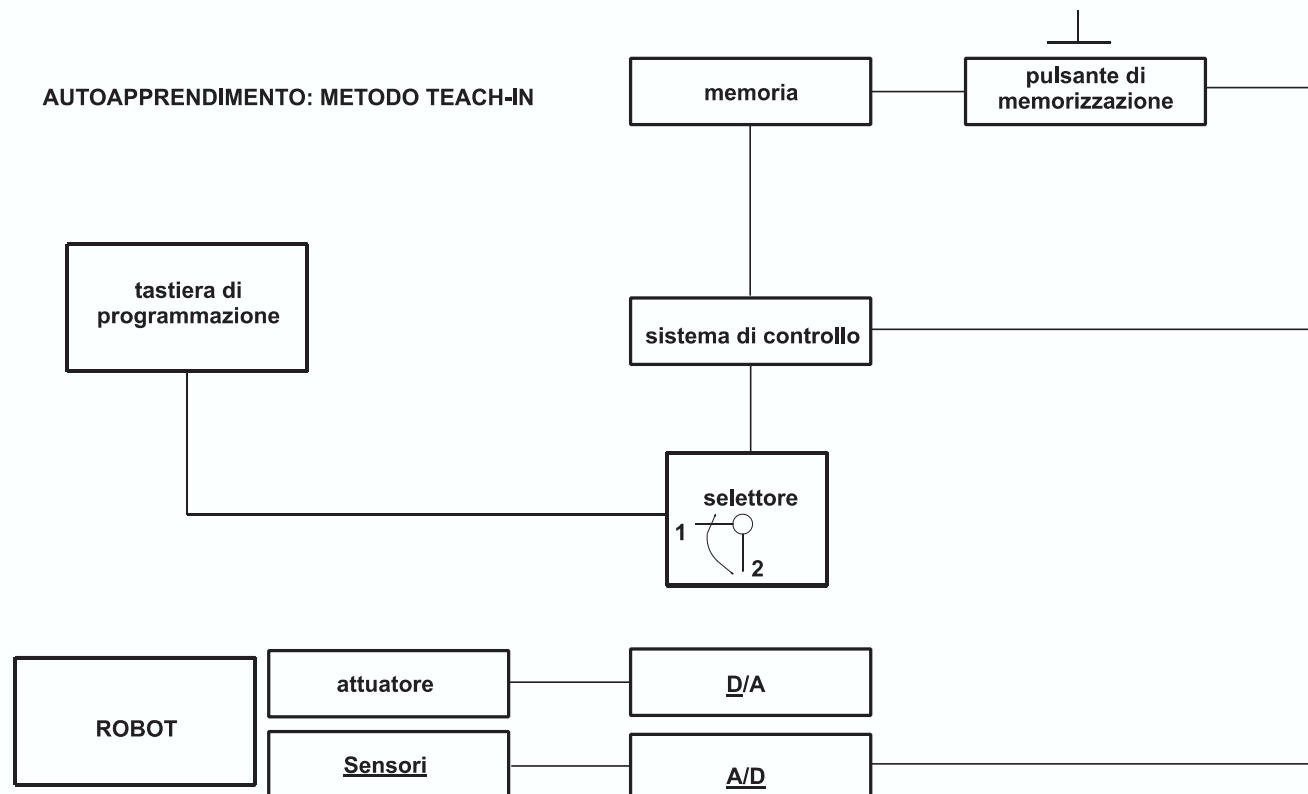 AUTOAPPRENDIMENTO: METODO TEACH-IN
memoria
pulsante di
memorizzazione
tastiera di
programmazione
sistema di controllo
selettore
1
2
attuatore
D/A
ROBOT
Sensori
A/D